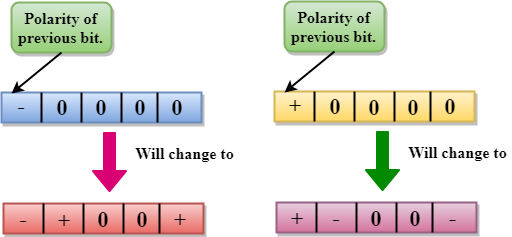 Polarity of
previous bit.
- 0 0 0 0
Will change to
- + 0 0 +
Polarity of
previous bit.
+ 0 0 0 0
Will change to
+ - 0 0 -